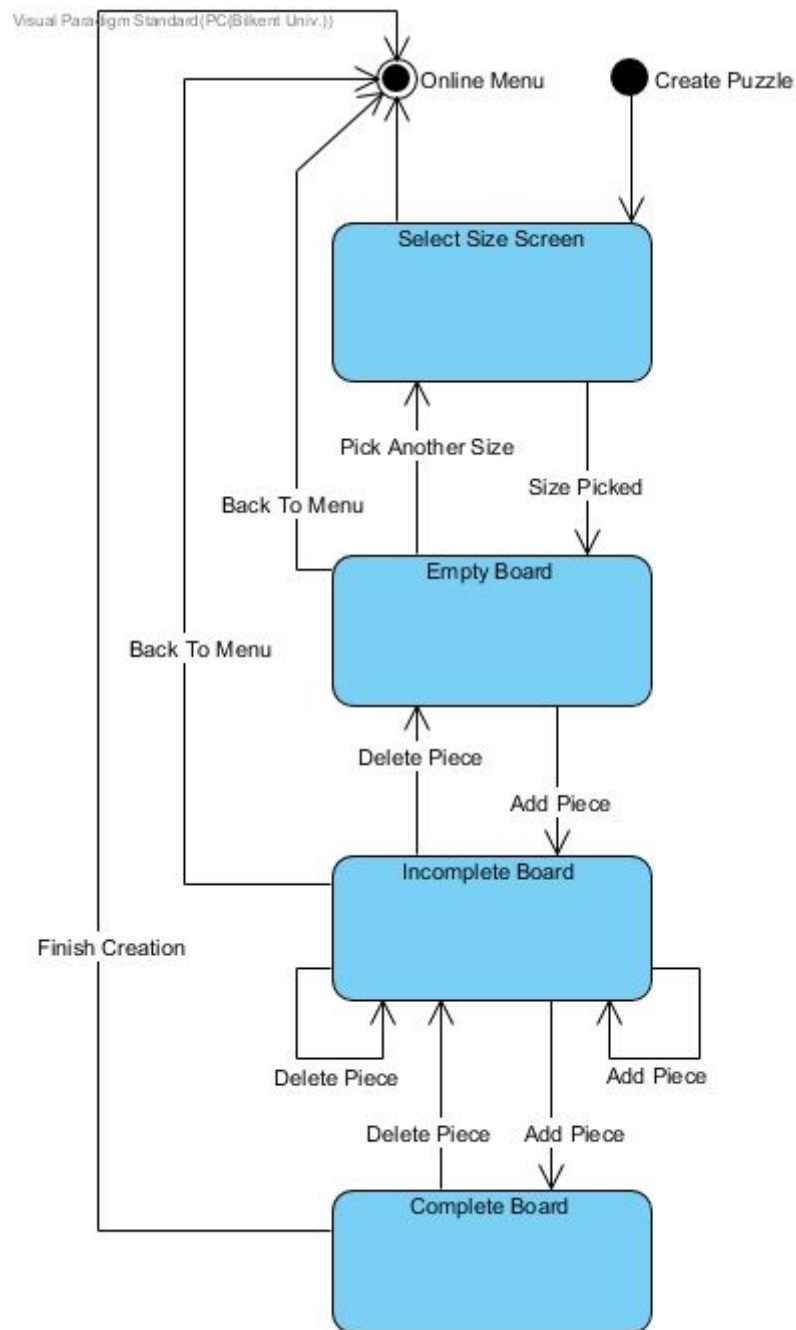 Visual Paradigm Standard(PC(Bilkent Univ.))
Online Menu
Create Puzzle
Select Size Screen
Pick Another Size
Size Picked
Back To Menu
Empty Board
Back To Menu
Delete Piece
Add Piece
Incomplete Board
Finish Creation
Delete Piece
Add Piece
Delete Piece
Add Piece
Complete Board